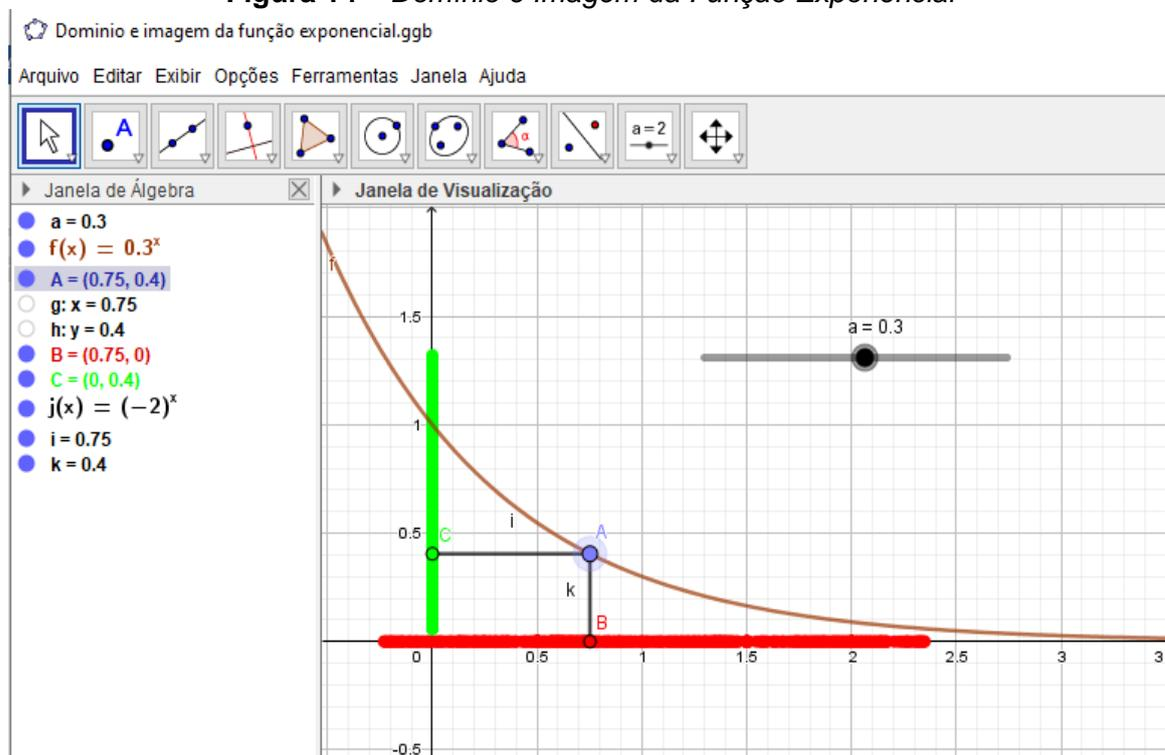 Figura 14 – Domínio e Imagem da Função Exponencial
Dominio e imagem da função exponencial.ggb
Arquivo Editar Exibir Opções Ferramentas Janela Ajuda
A
α
a=2
Janela de Álgebra
Janela de Visualização
a = 0.3
f(x) = 0.3ˣ
A = (0.75, 0.4)
g: x = 0.75
h: y = 0.4
B = (0.75, 0)
C = (0, 0.4)
j(x) = (−2)ˣ
i = 0.75
k = 0.4
f
1.5
a = 0.3
1
i
0.5
C
A
k
B
0 0.5 1 1.5 2 2.5 3 3.
-0.5